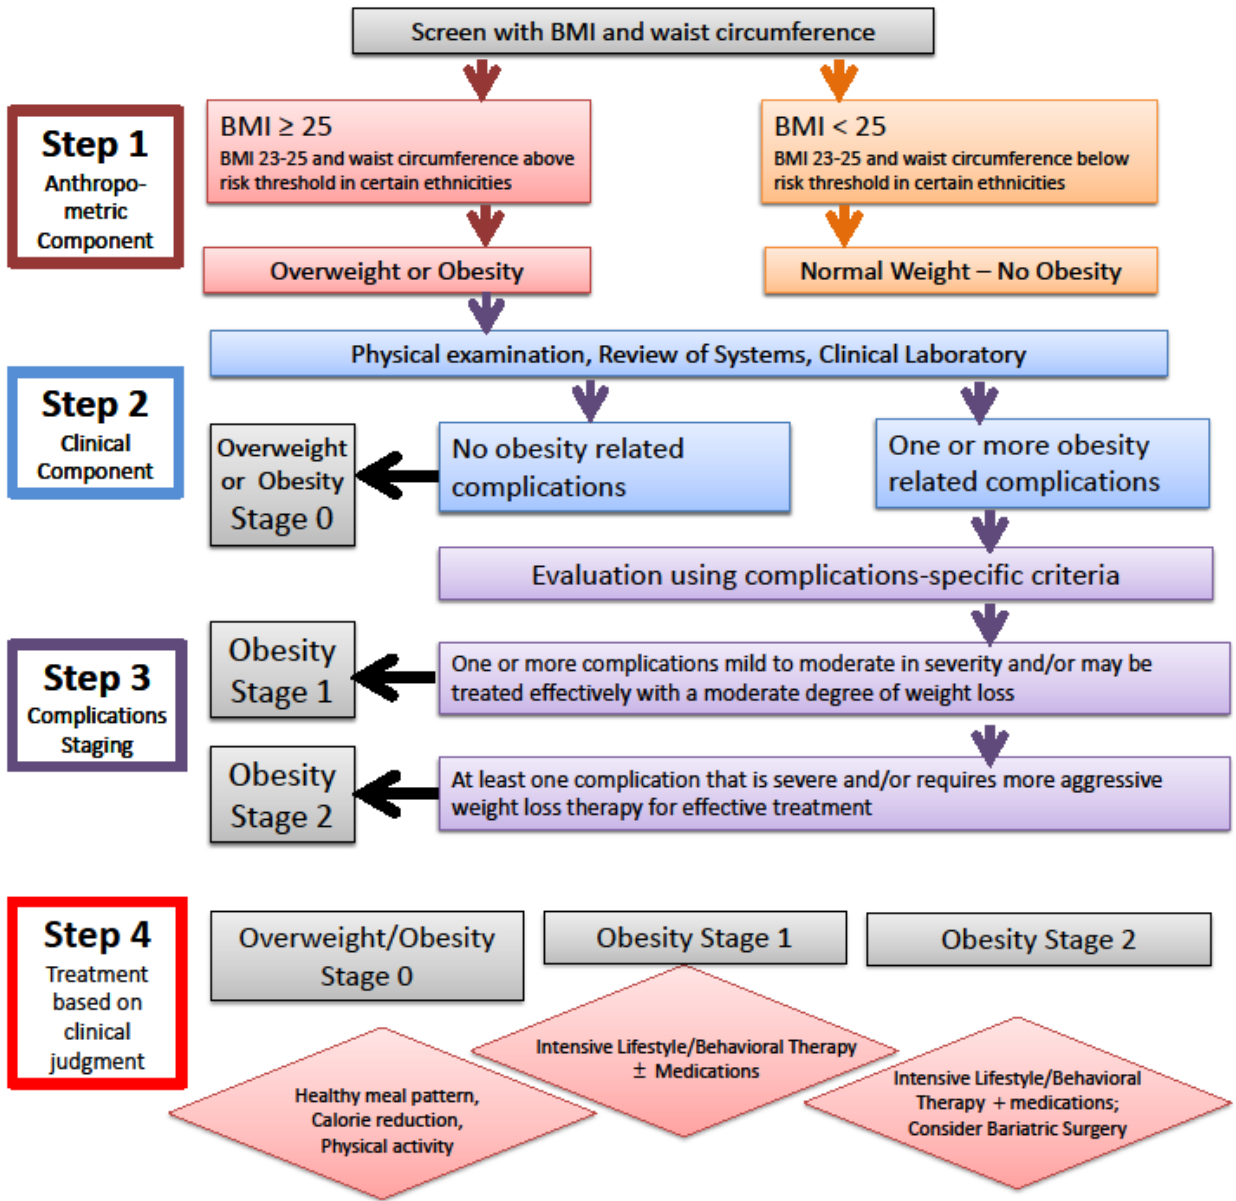 Screen with BMI and waist circumference
Step 1
Anthropo-
metric
Component
BMI ≥ 25
BMI 23-25 and waist circumference above
risk threshold in certain ethnicities
BMI < 25
BMI 23-25 and waist circumference below
risk threshold in certain ethnicities
Overweight or Obesity
Normal Weight – No Obesity
Physical examination, Review of Systems, Clinical Laboratory
Step 2
Clinical
Component
Overweight
or Obesity
Stage 0
No obesity related
complications
One or more obesity
related complications
Evaluation using complications-specific criteria
Step 3
Complications
Staging
Obesity
Stage 1
One or more complications mild to moderate in severity and/or may be
treated effectively with a moderate degree of weight loss
Obesity
Stage 2
At least one complication that is severe and/or requires more aggressive
weight loss therapy for effective treatment
Step 4
Treatment
based on
clinical
judgment
Overweight/Obesity
Stage 0
Obesity Stage 1
Obesity Stage 2
Healthy meal pattern,
Calorie reduction,
Physical activity
Intensive Lifestyle/Behavioral Therapy
± Medications
Intensive Lifestyle/Behavioral
Therapy + medications;
Consider Bariatric Surgery